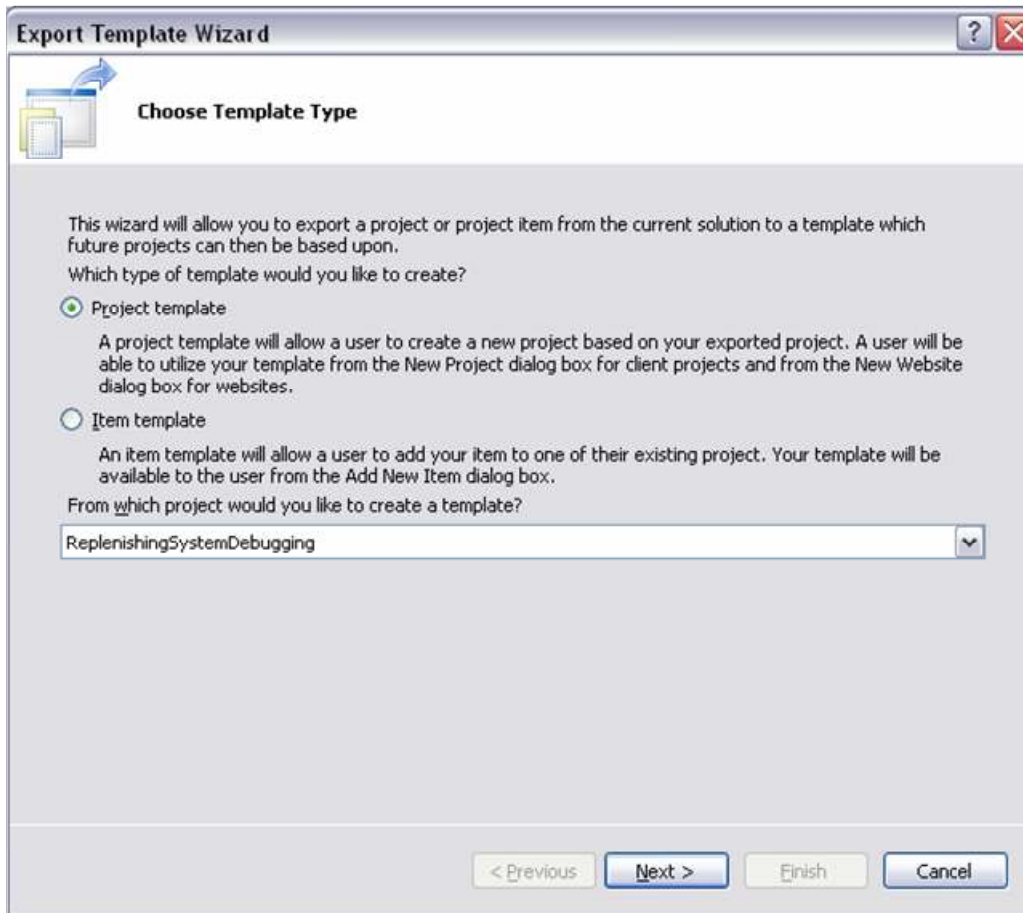 Export Template Wizard
?
Choose Template Type
This wizard will allow you to export a project or project item from the current solution to a template which
future projects can then be based upon.
Which type of template would you like to create?
Project template
A project template will allow a user to create a new project based on your exported project. A user will be
able to utilize your template from the New Project dialog box for client projects and from the New Website
dialog box for websites.
Item template
An item template will allow a user to add your item to one of their existing project. Your template will be
available to the user from the Add New Item dialog box.
From which project would you like to create a template?
ReplenishingSystemDebugging
< Previous
Next >
Finish
Cancel